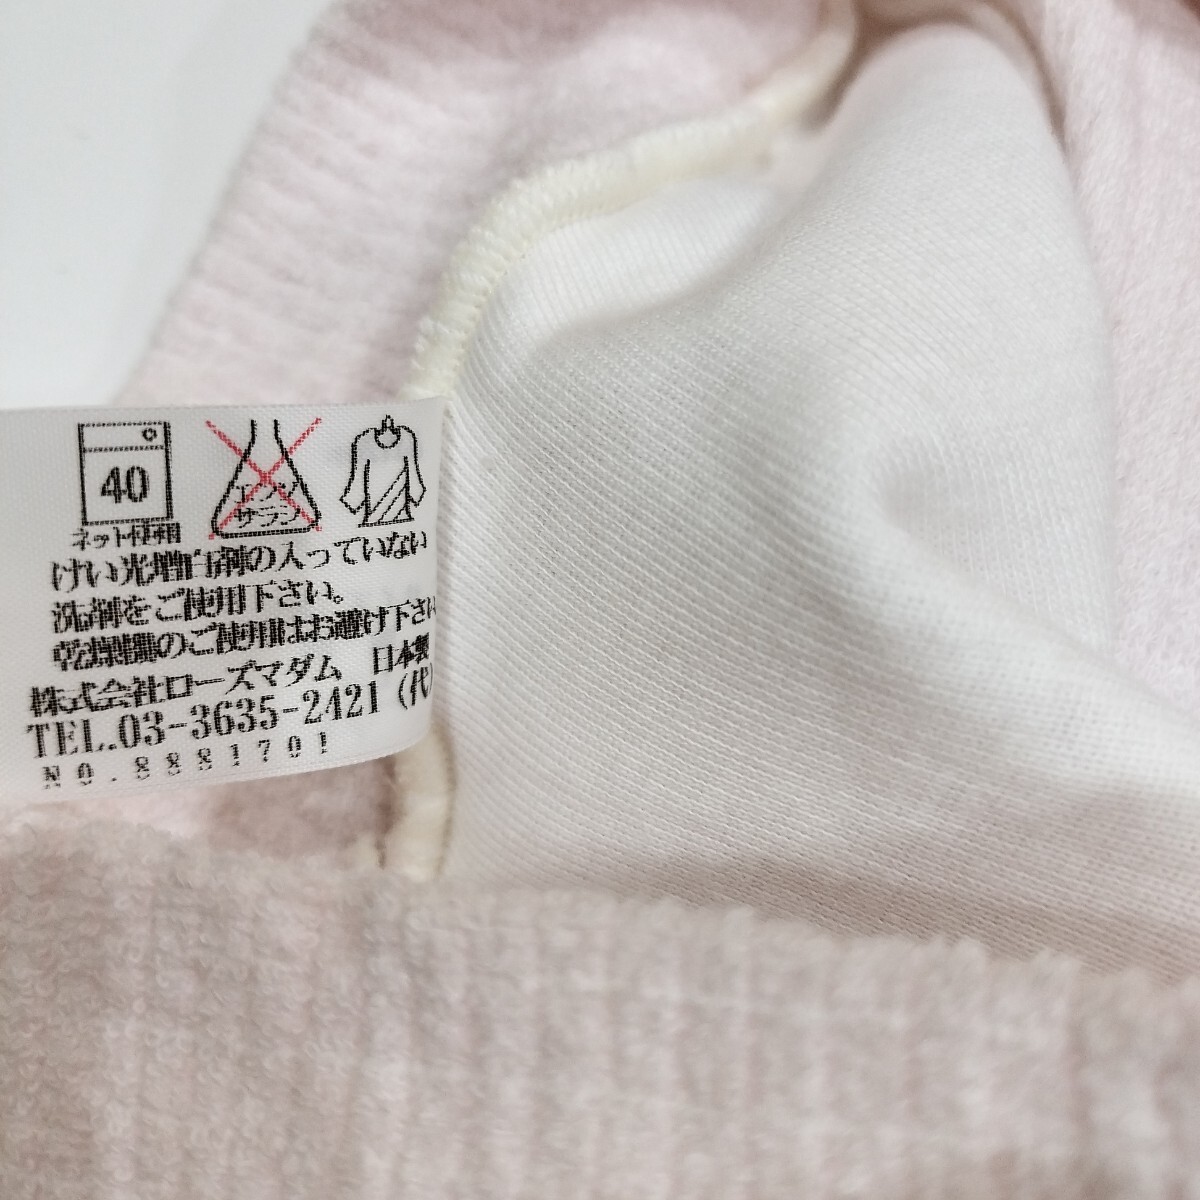 40
エンソ
サラシ
ネット使用
けい光増白剤の入っていない
洗剤をご使用下さい。
乾燥機のご使用はお避け下さい
株式会社ローズマダム 日本製
TEL.03-3635-2421(代)
NO.8881701